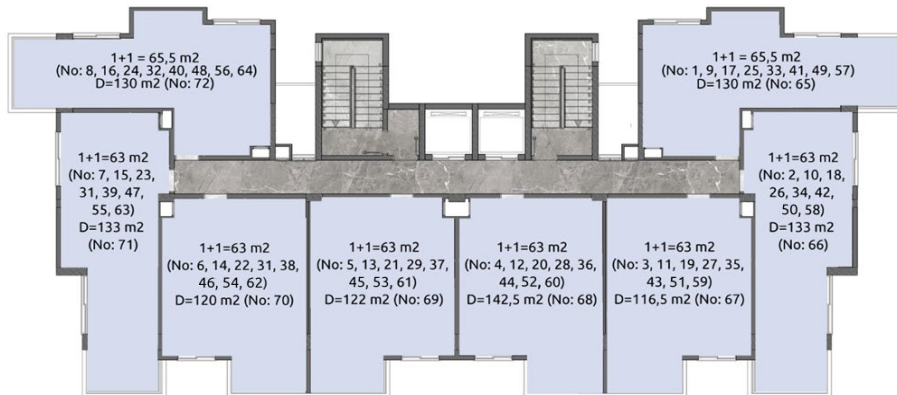 1+1 = 65,5 m2
(No: 8, 16, 24, 32, 40, 48, 56, 64)
D=130 m2 (No: 72)
1+1 = 65,5 m2
(No: 1, 9, 17, 25, 33, 41, 49, 57)
D=130 m2 (No: 65)
1+1=63 m2
(No: 7, 15, 23,
31, 39, 47,
55, 63)
D=133 m2
(No: 71)
1+1=63 m2
(No: 2, 10, 18,
26, 34, 42,
50, 58)
D=133 m2
(No: 66)
1+1=63 m2
(No: 6, 14, 22, 31, 38,
46, 54, 62)
D=120 m2 (No: 70)
1+1=63 m2
(No: 5, 13, 21, 29, 37,
45, 53, 61)
D=122 m2 (No: 69)
1+1=63 m2
(No: 4, 12, 20, 28, 36,
44, 52, 60)
D=142,5 m2 (No: 68)
1+1=63 m2
(No: 3, 11, 19, 27, 35,
43, 51, 59)
D=116,5 m2 (No: 67)